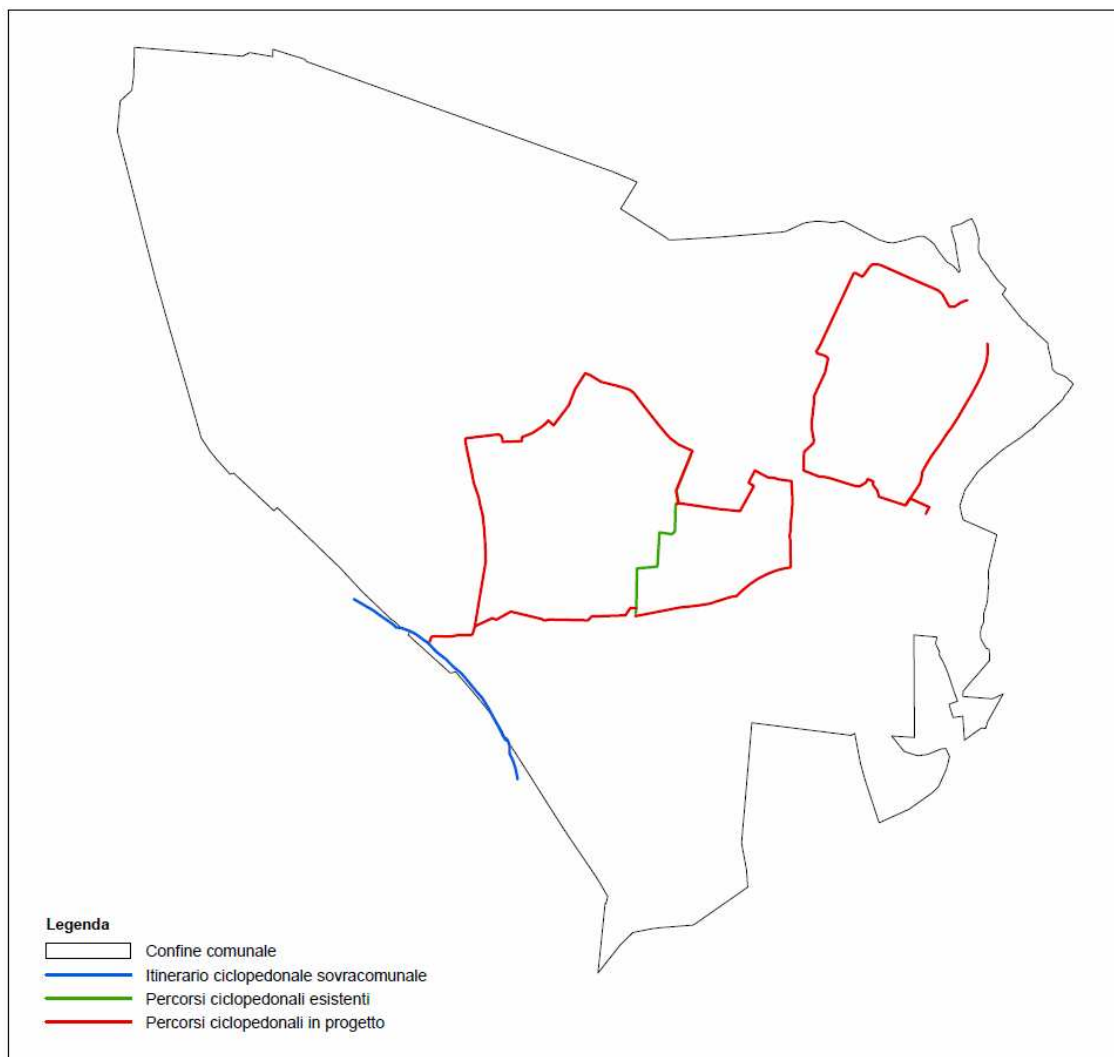 Legenda
Confine comunale
Itinerario ciclopedonale sovracomunale
Percorsi ciclopedonali esistenti
Percorsi ciclopedonali in progetto